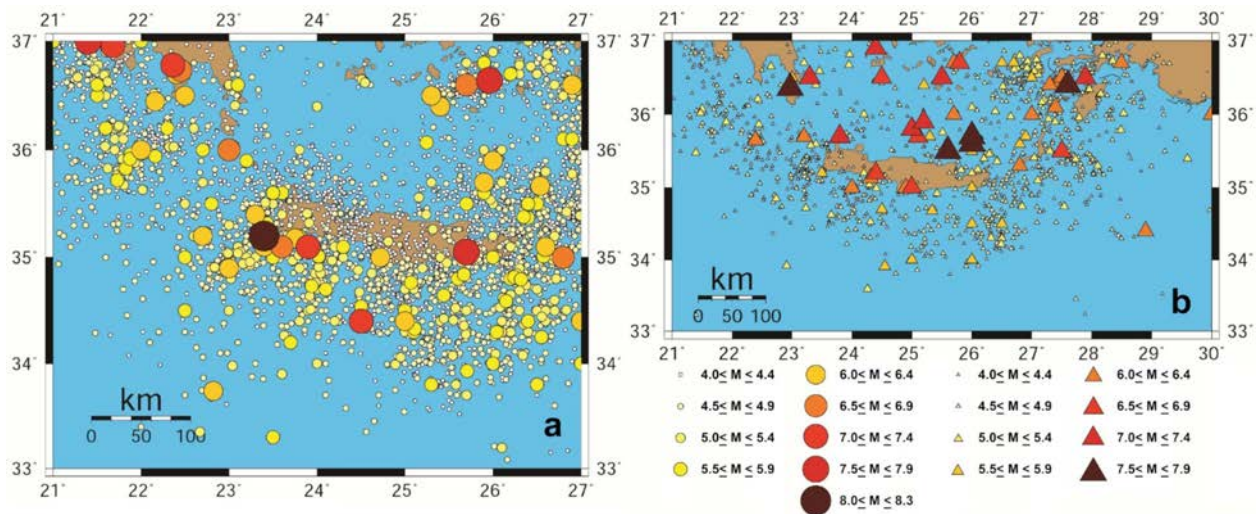 21˚ 22˚ 23˚ 24˚ 25˚ 26˚ 27˚
37˚ 37˚
36˚ 36˚
35˚ 35˚
34˚ 34˚
33˚ 33˚
km
0 50 100
a
21˚ 22˚ 23˚ 24˚ 25˚ 26˚ 27˚
21˚ 22˚ 23˚ 24˚ 25˚ 26˚ 27˚ 28˚ 29˚ 30˚
37˚ 37˚
36˚ 36˚
35˚ 35˚
34˚ 34˚
33˚ 33˚
km
0 50 100
b
21˚ 22˚ 23˚ 24˚ 25˚ 26˚ 27˚ 28˚ 29˚ 30˚
4.0≤ M ≤ 4.4 6.0≤ M ≤ 6.4 4.0≤ M ≤ 4.4 6.0≤ M ≤ 6.4
4.5≤ M ≤ 4.9 6.5≤ M ≤ 6.9 4.5≤ M ≤ 4.9 6.5≤ M ≤ 6.9
5.0≤ M ≤ 5.4 7.0≤ M ≤ 7.4 5.0≤ M ≤ 5.4 7.0≤ M ≤ 7.4
5.5≤ M ≤ 5.9 7.5≤ M ≤ 7.9 5.5≤ M ≤ 5.9 7.5≤ M ≤ 7.9
8.0≤ M ≤ 8.3